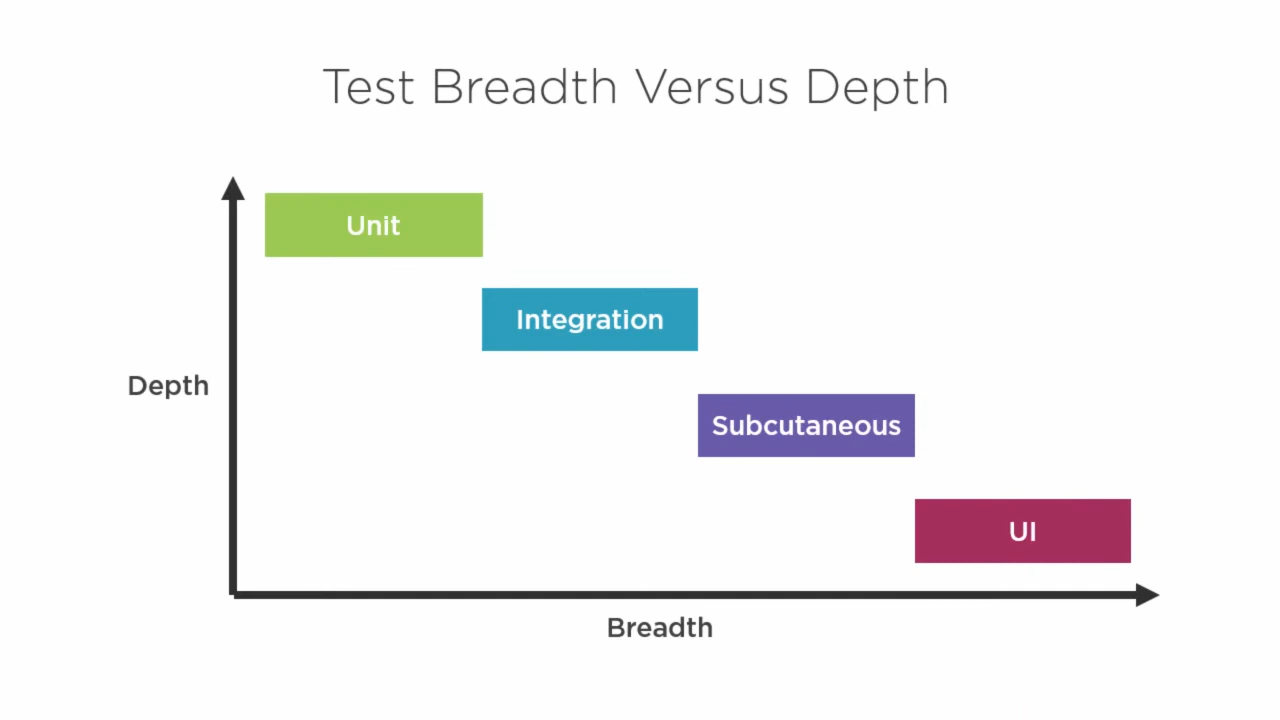 Test Breadth Versus Depth
Unit
Integration
Depth
Subcutaneous
UI
Breadth